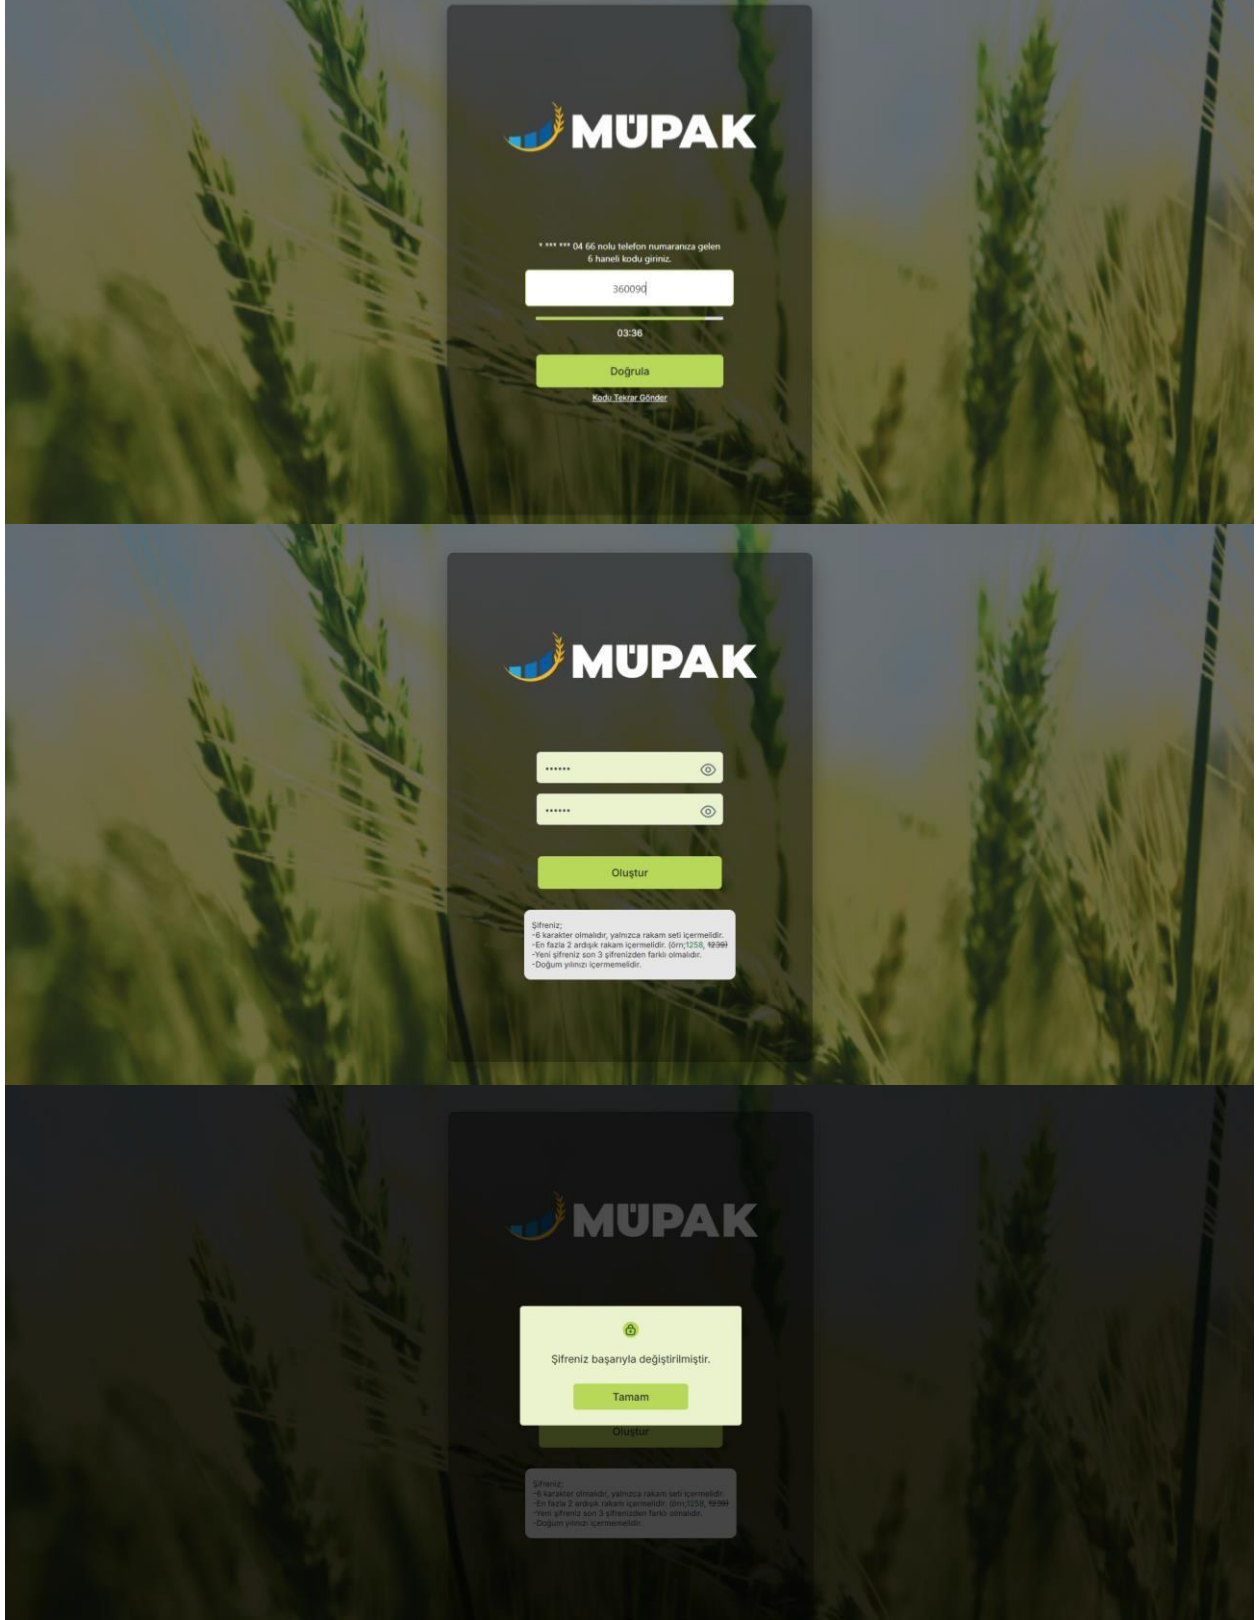 MÜPAK
* *** *** 04 66 nolu telefon numaranıza gelen
6 haneli kodu giriniz.
360090
03:36
Doğrula
Kodu Tekrar Gönder
MÜPAK
••••••
••••••
Oluştur
Şifreniz;
-6 karakter olmalıdır, yalnızca rakam seti içermelidir.
-En fazla 2 ardışık rakam içermelidir. (örn;1258, 1239)
-Yeni şifreniz son 3 şifrenizden farklı olmalıdır.
-Doğum yılınızı içermemelidir.
MÜPAK
Şifreniz başarıyla değiştirilmiştir.
Tamam
Oluştur
Şifreniz;
-6 karakter olmalıdır, yalnızca rakam seti içermelidir.
-En fazla 2 ardışık rakam içermelidir. (örn;1258, 1239)
-Yeni şifreniz son 3 şifrenizden farklı olmalıdır.
-Doğum yılınızı içermemelidir.